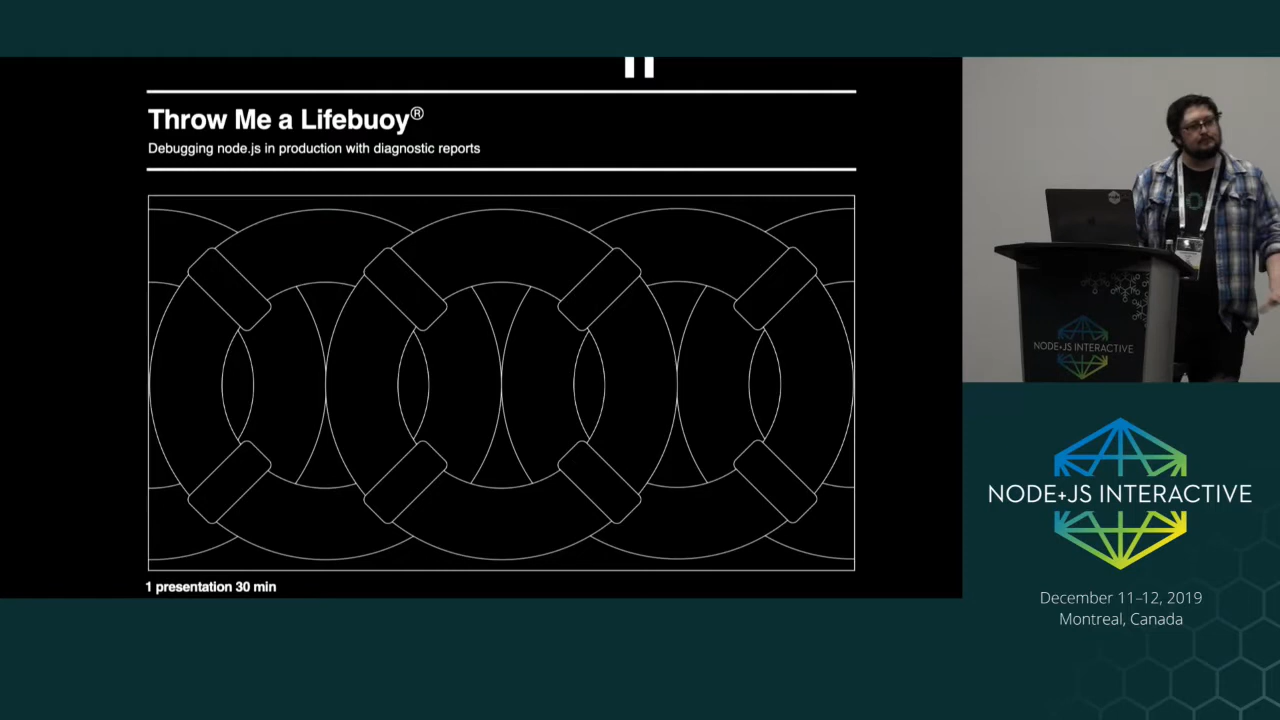 Throw Me a Lifebuoy®
Debugging node.js in production with diagnostic reports
1 presentation 30 min
NODE+JS INTERACTIVE
NODE+JS INTERACTIVE
December 11–12, 2019
Montreal, Canada